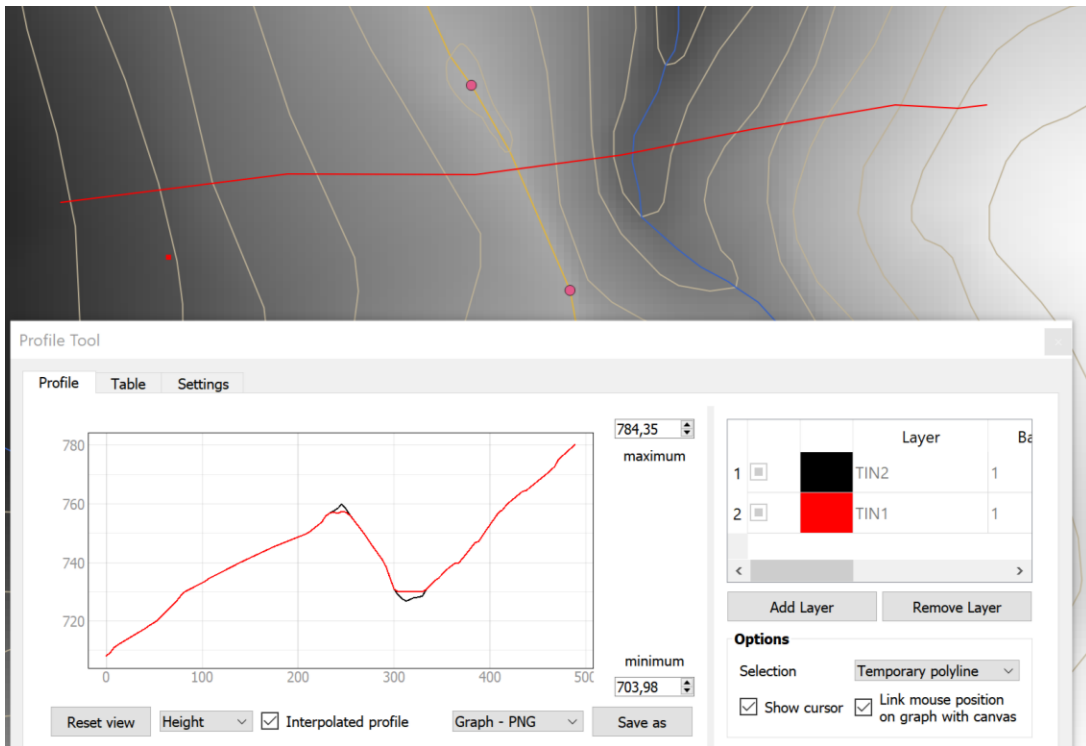 Profile Tool
Profile Table Settings
780
760
740
720
0 100 200 300 400 500
784,35
maximum
minimum
703,98
Layer Ba
1 TIN2 1
2 TIN1 1
< >
Add Layer Remove Layer
Options
Selection Temporary polyline
Show cursor Link mouse position
on graph with canvas
Reset view Height Interpolated profile Graph - PNG Save as